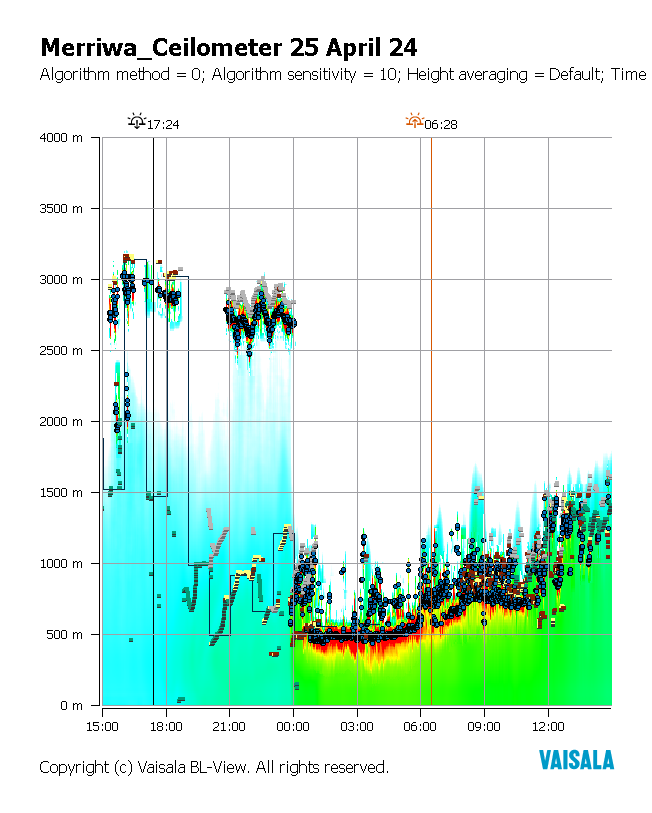 Merriwa_Ceilometer 25 April 24
Algorithm method = 0; Algorithm sensitivity = 10; Height averaging = Default; Time
17:24
06:28
4000 m
3500 m
3000 m
2500 m
2000 m
1500 m
1000 m
500 m
0 m
15:00 18:00 21:00 00:00 03:00 06:00 09:00 12:00
Copyright (c) Vaisala BL-View. All rights reserved.
VAISALA